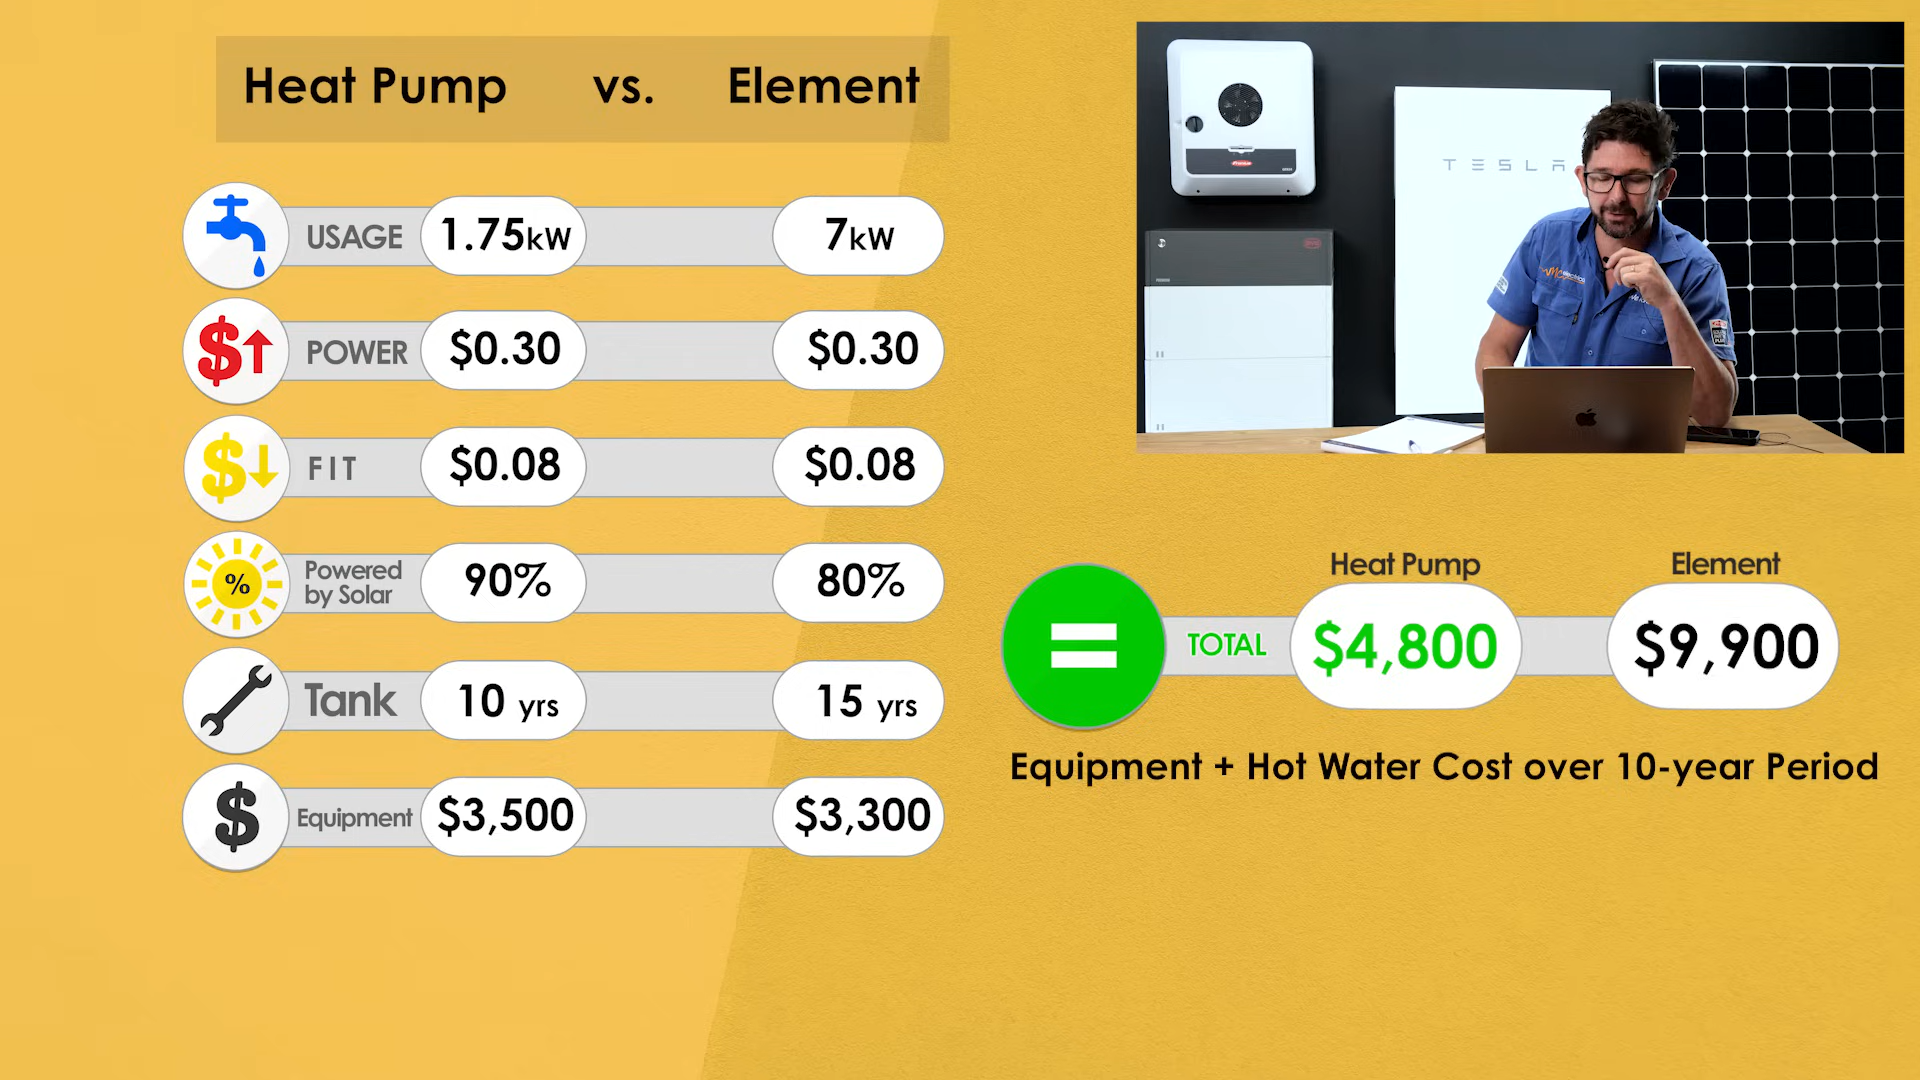 Heat Pump vs. Element
USAGE 1.75kW 7kW
$↑ POWER $0.30 $0.30
$↓ FIT $0.08 $0.08
% Powered by Solar 90% 80%
Tank 10 yrs 15 yrs
$ Equipment $3,500 $3,300
TESLA
Heat Pump Element
= TOTAL $4,800 $9,900
Equipment + Hot Water Cost over 10-year Period